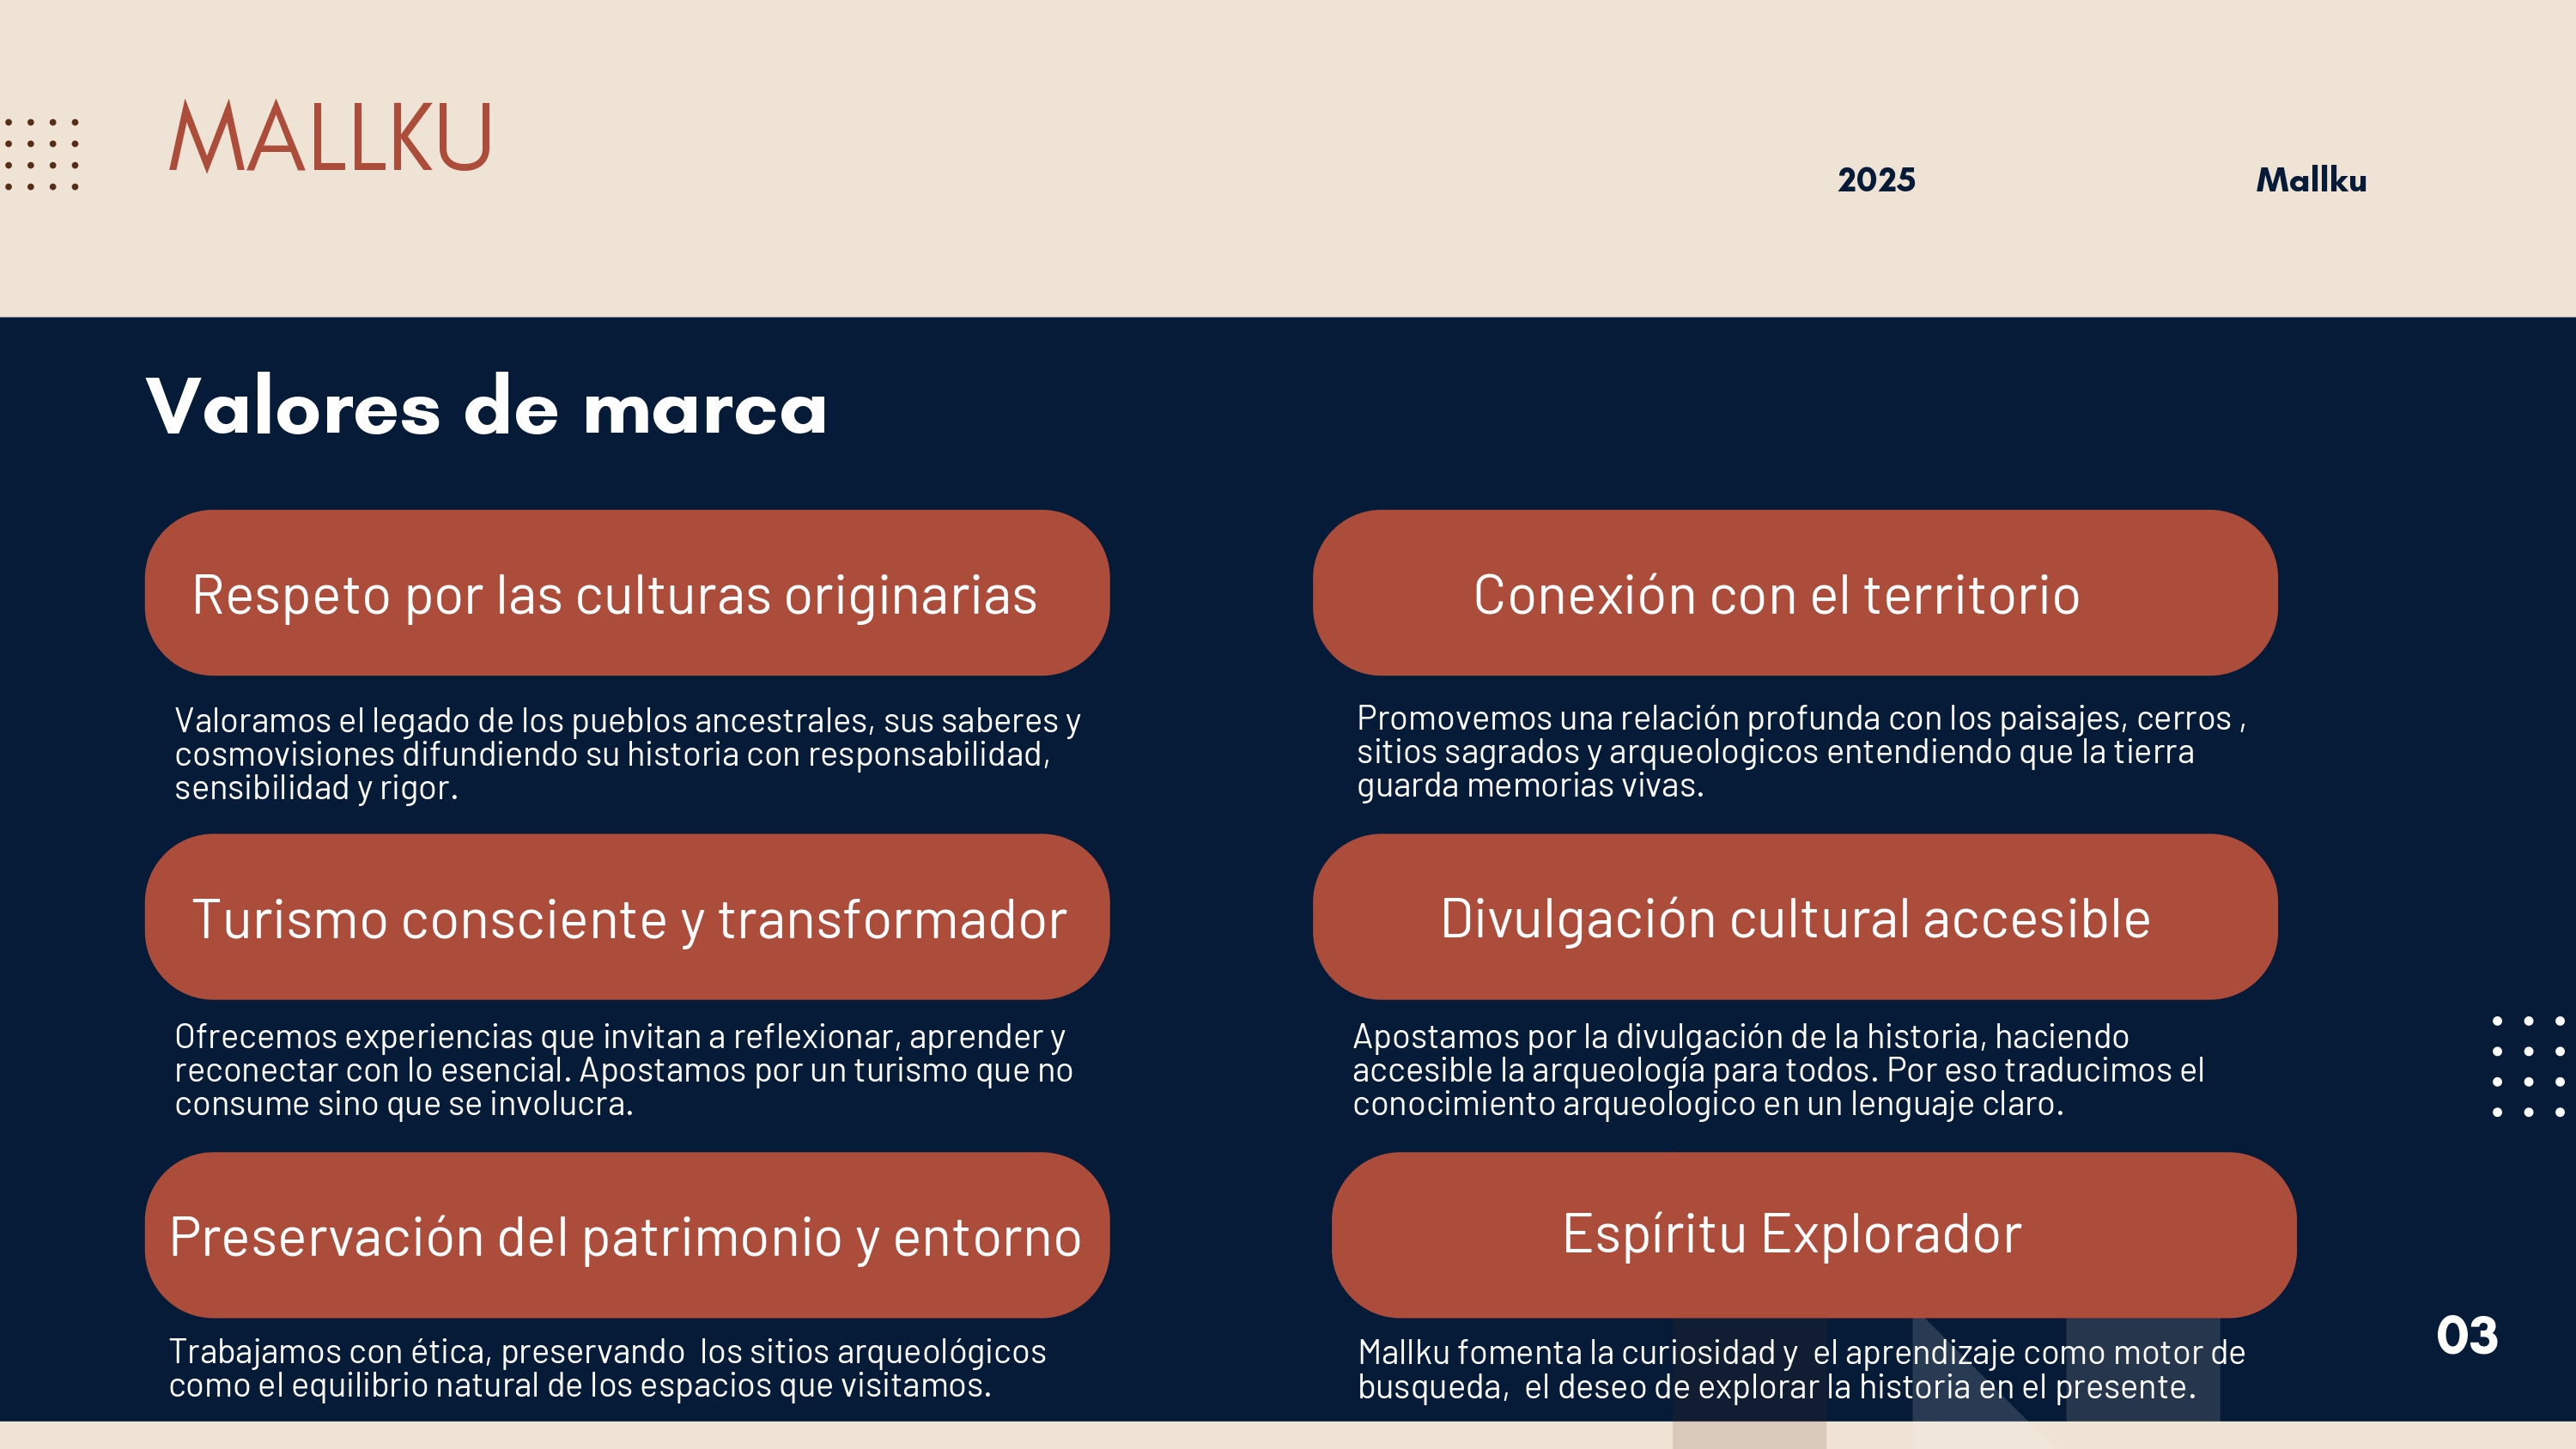 MALLKU
2025
Mallku
Valores de marca
Respeto por las culturas originarias
Valoramos el legado de los pueblos ancestrales, sus saberes y
cosmovisiones difundiendo su historia con responsabilidad,
sensibilidad y rigor.
Conexión con el territorio
Promovemos una relación profunda con los paisajes, cerros ,
sitios sagrados y arqueologicos entendiendo que la tierra
guarda memorias vivas.
Turismo consciente y transformador
Ofrecemos experiencias que invitan a reflexionar, aprender y
reconectar con lo esencial. Apostamos por un turismo que no
consume sino que se involucra.
Divulgación cultural accesible
Apostamos por la divulgación de la historia, haciendo
accesible la arqueología para todos. Por eso traducimos el
conocimiento arqueologico en un lenguaje claro.
Preservación del patrimonio y entorno
Trabajamos con ética, preservando  los sitios arqueológicos
como el equilibrio natural de los espacios que visitamos.
Espíritu Explorador
Mallku fomenta la curiosidad y  el aprendizaje como motor de
busqueda,  el deseo de explorar la historia en el presente.
03